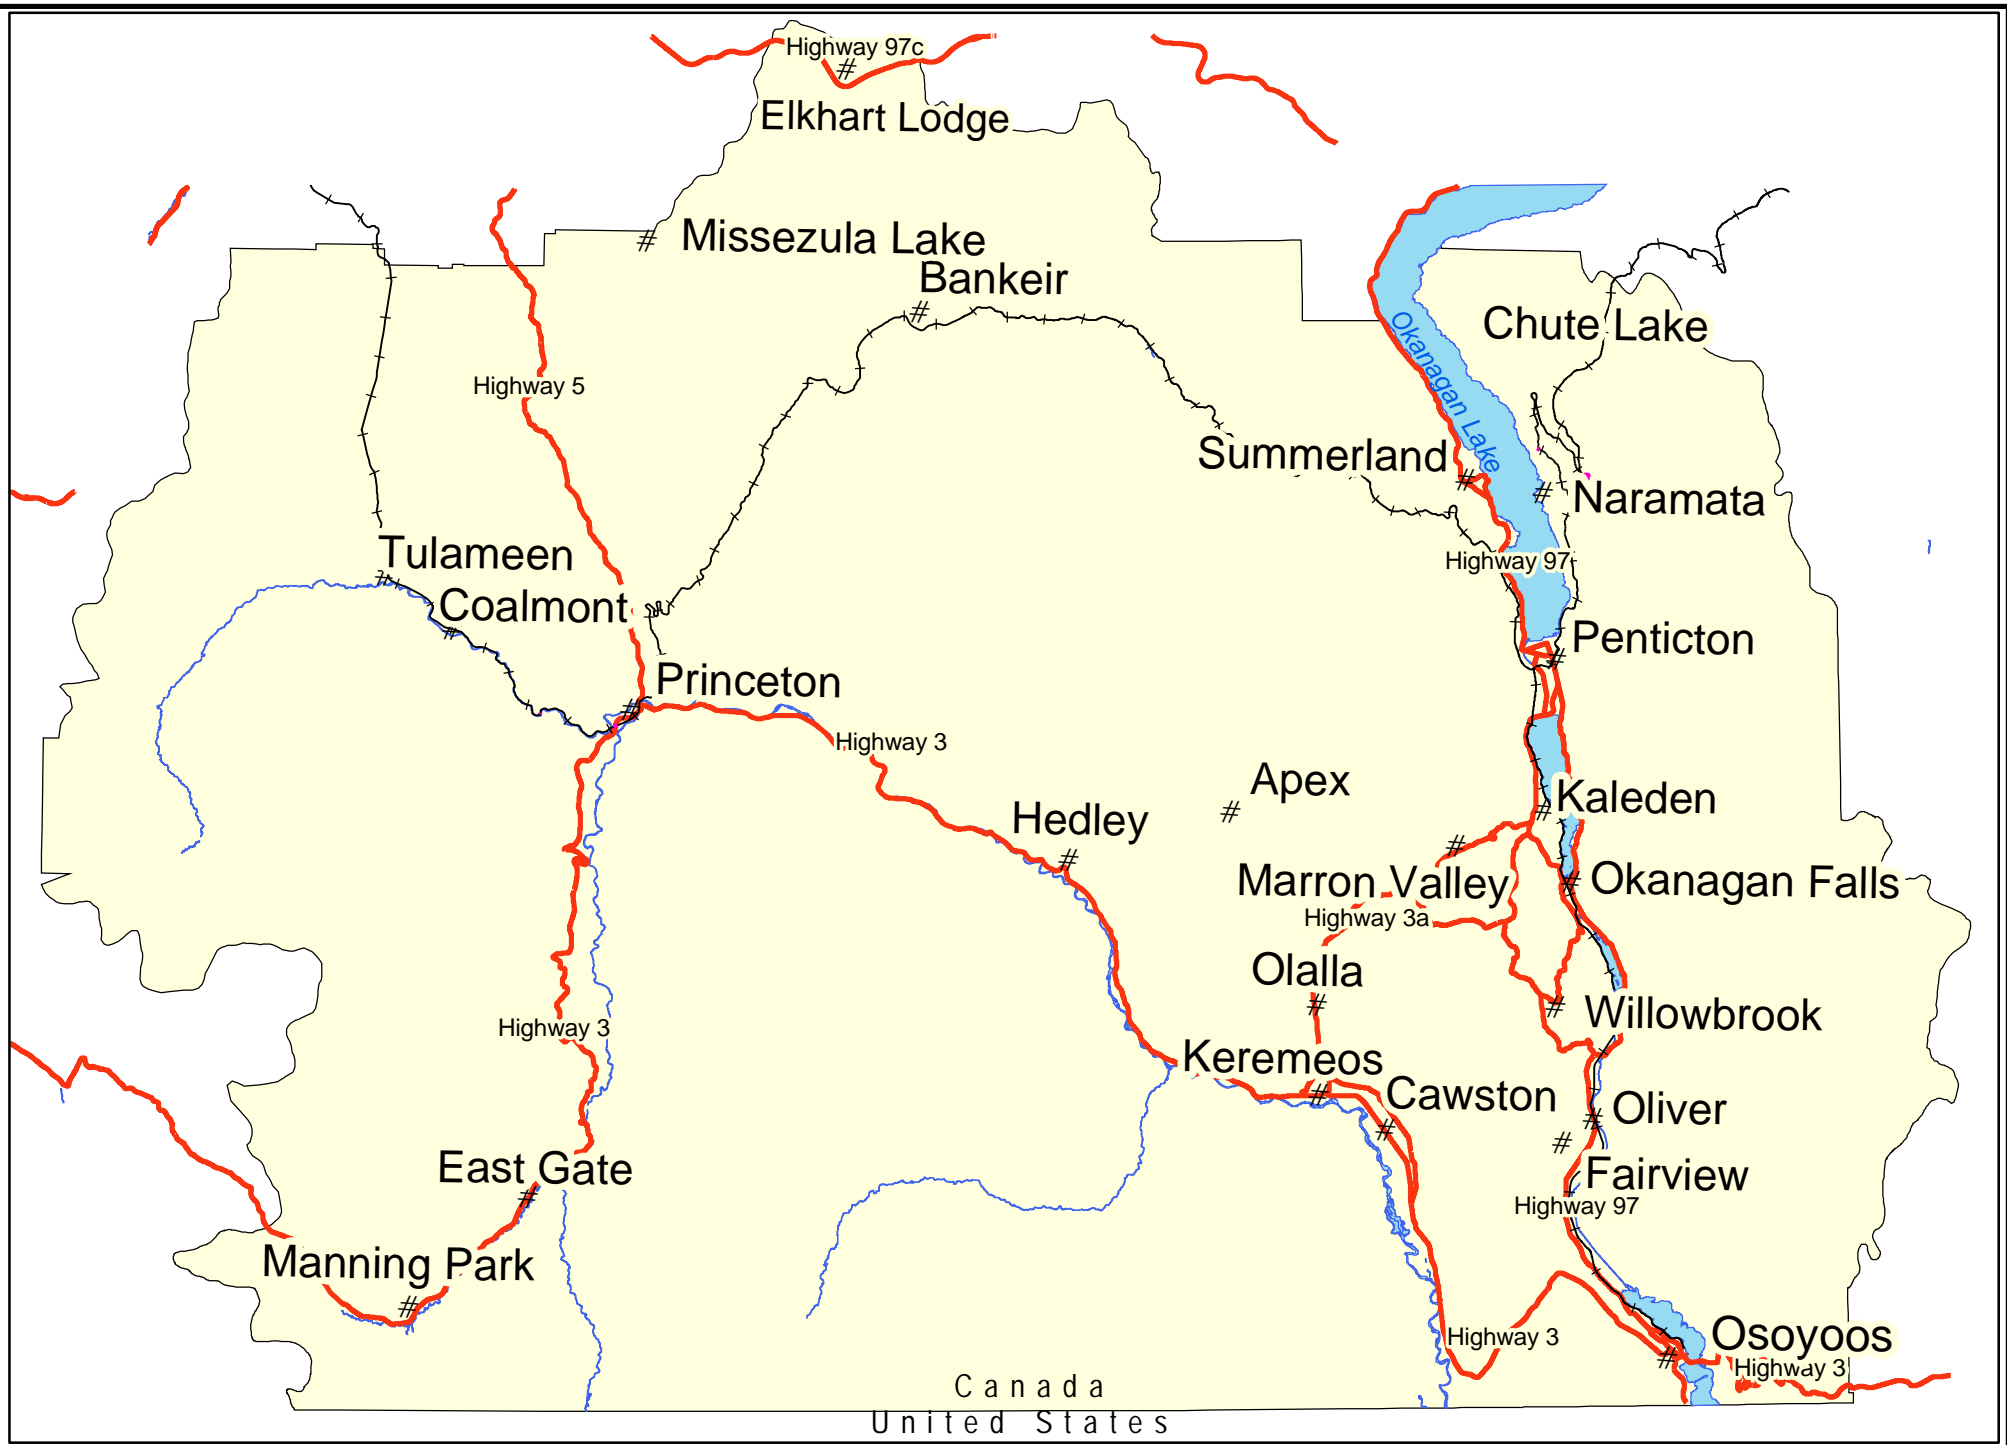 Highway 97c
Elkhart Lodge
Missezula Lake
Bankeir
Okanagan Lake
Chute Lake
Highway 5
Summerland
Naramata
Tulameen
Highway 97
Coalmont
Penticton
Princeton
Highway 3
Apex
Kaleden
Hedley
Marron Valley
Okanagan Falls
Highway 3a
Olalla
Willowbrook
Highway 3
Keremeos
Cawston
Oliver
East Gate
Fairview
Highway 97
Manning Park
Highway 3
Osoyoos
Highway 3
Canada
United States